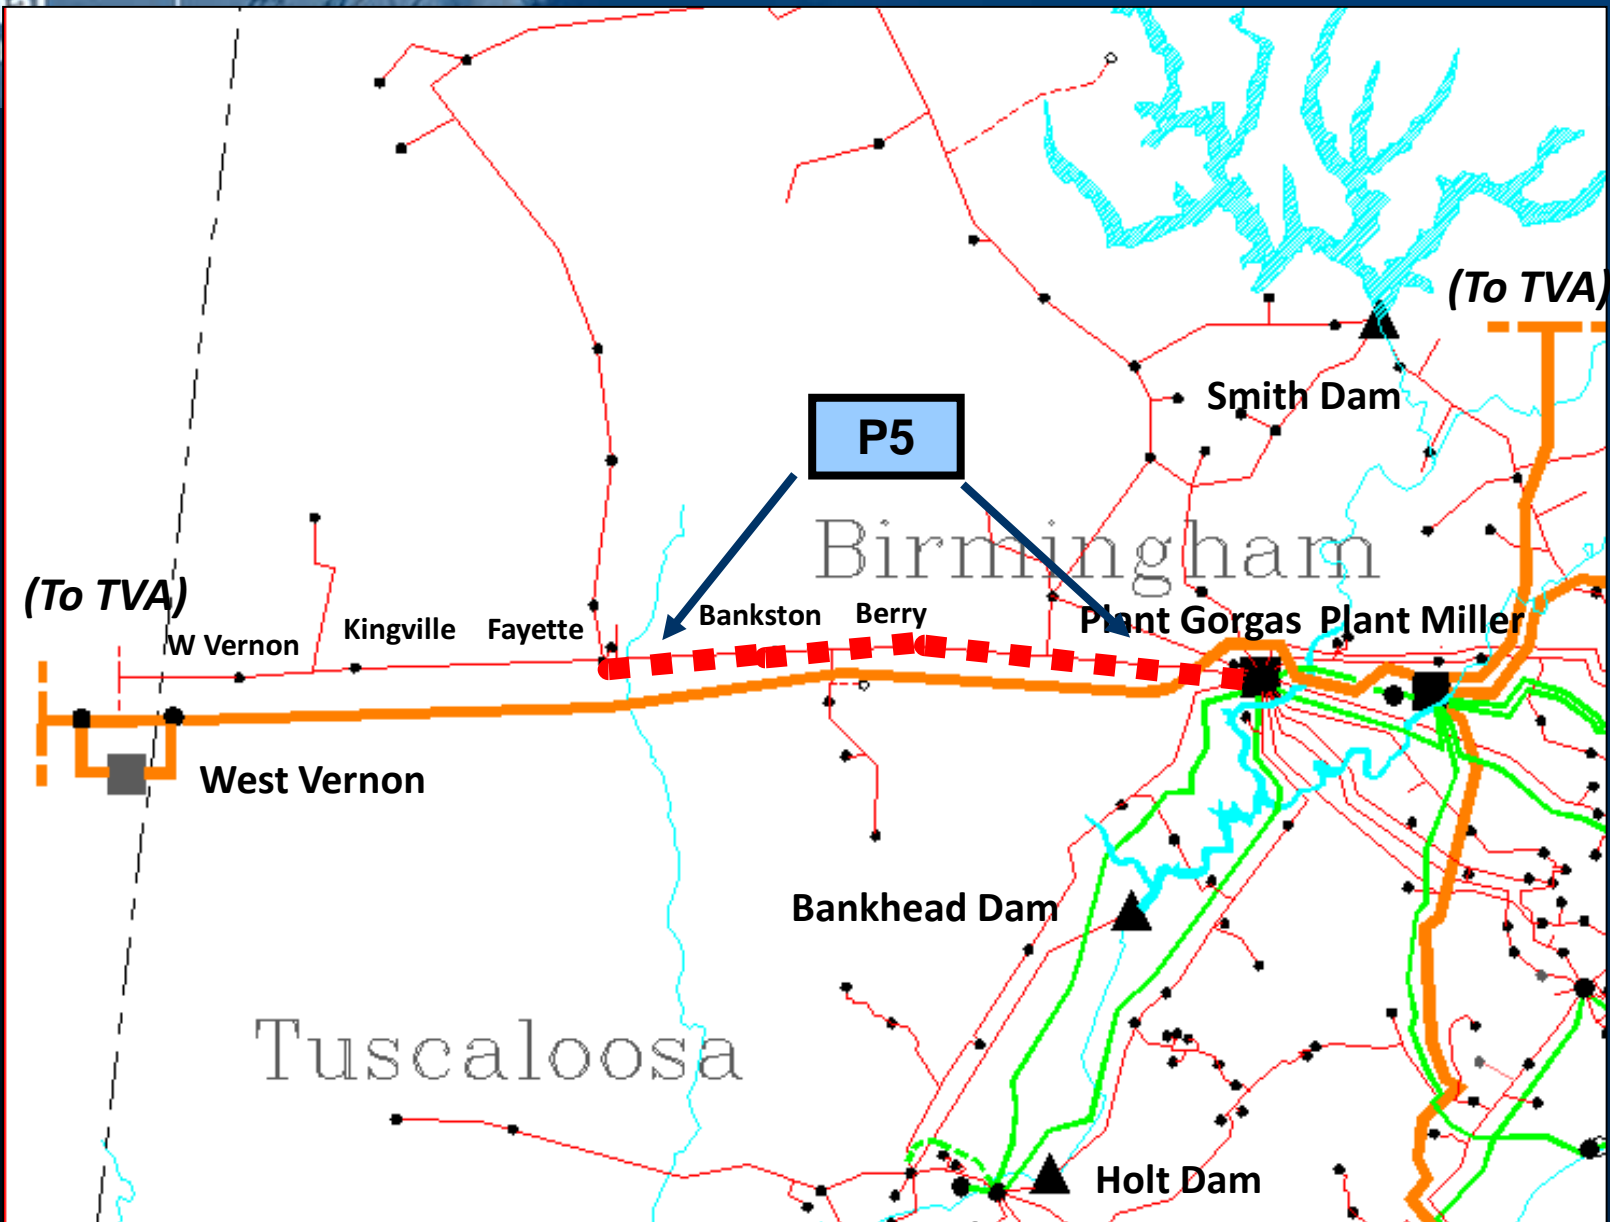 (To TVA)
Smith Dam
P5
Birmingham
(To TVA)
Bankston
Berry
Plant Gorgas
Plant Miller
W Vernon
Kingville
Fayette
West Vernon
Bankhead Dam
Tuscaloosa
Holt Dam